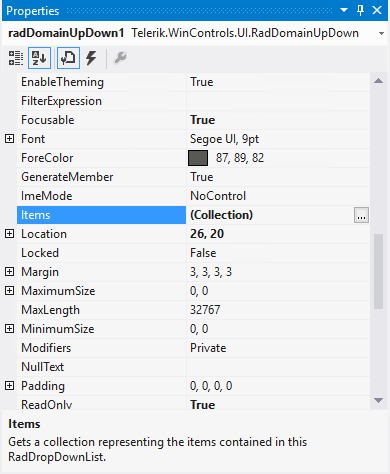 Properties
radDomainUpDown1 Telerik.WinControls.UI.RadDomainUpDown
EnableTheming True
FilterExpression
Focusable True
Font Segoe UI, 9pt
ForeColor 87, 89, 82
GenerateMember True
ImeMode NoControl
Items (Collection) ...
Location 26, 20
Locked False
Margin 3, 3, 3, 3
MaximumSize 0, 0
MaxLength 32767
MinimumSize 0, 0
Modifiers Private
NullText
Padding 0, 0, 0, 0
ReadOnly True
Items
Gets a collection representing the items contained in this
RadDropDownList.